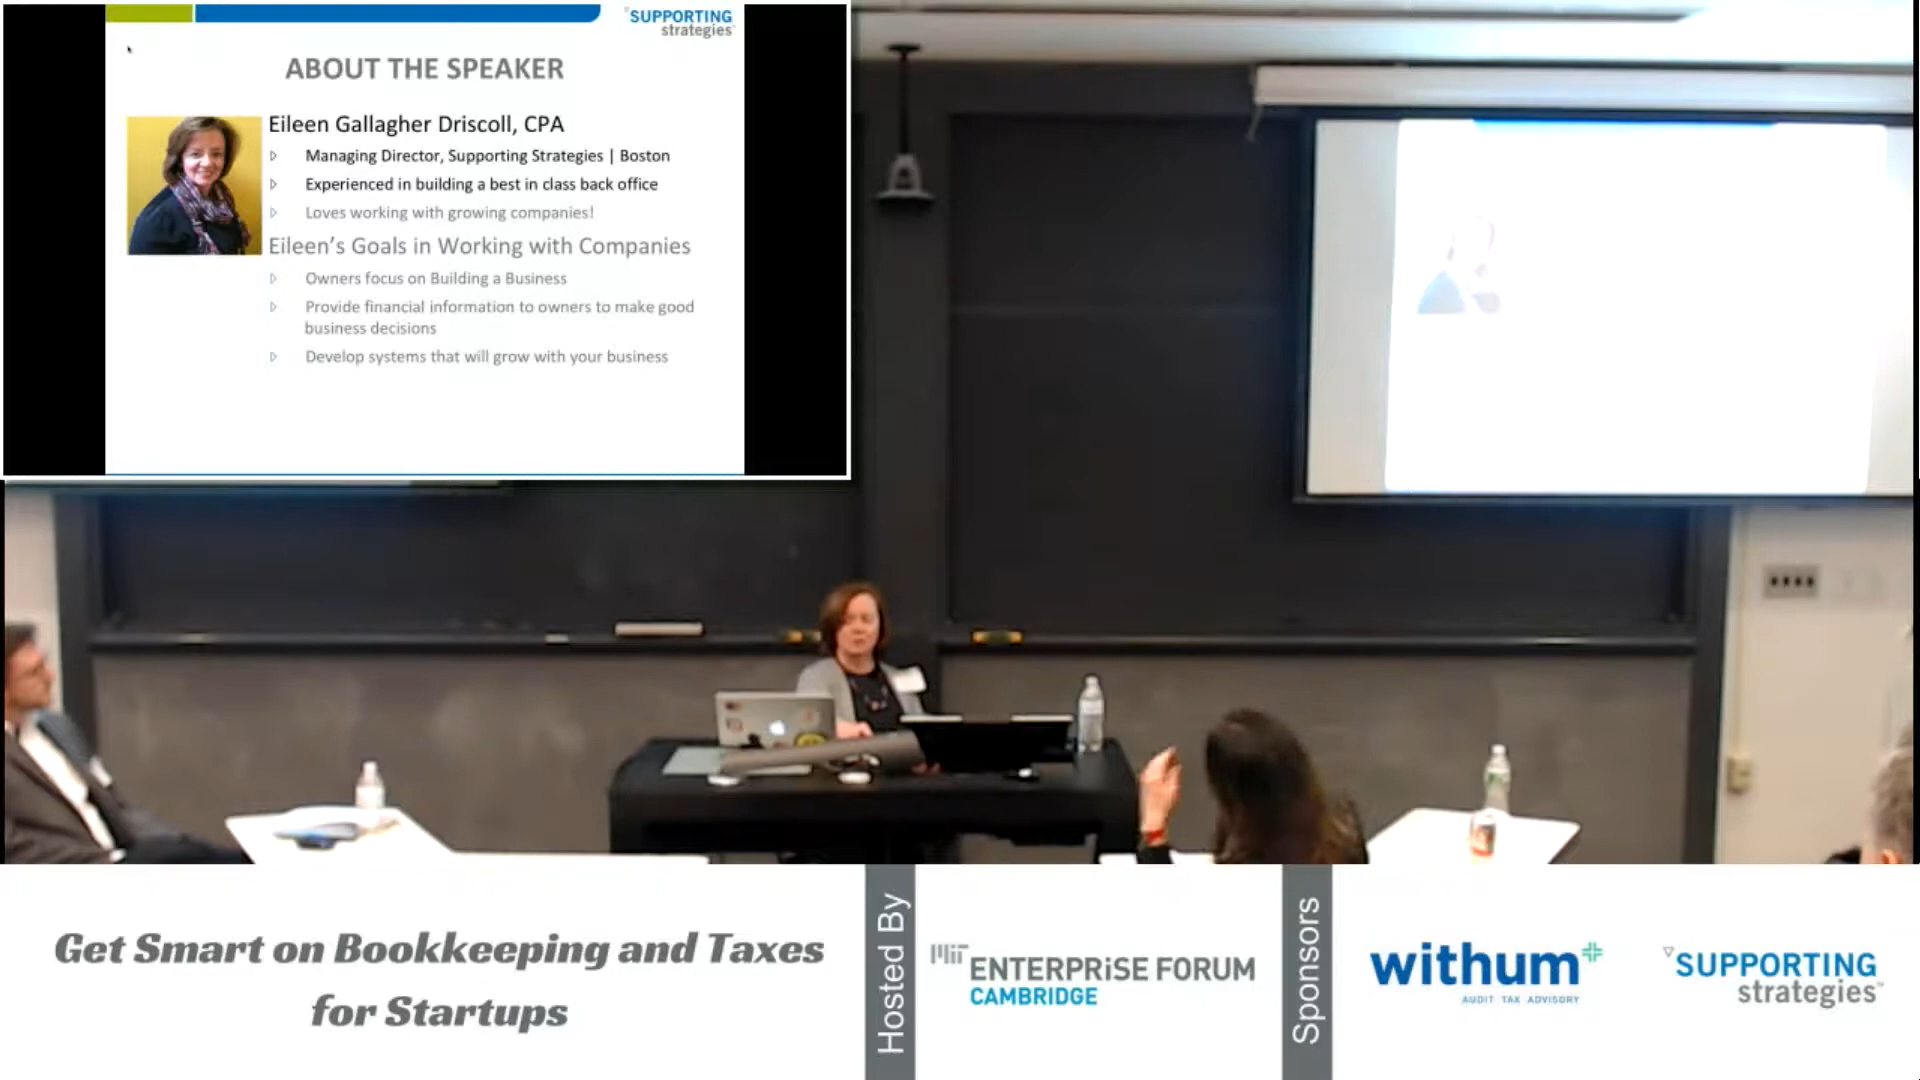 SUPPORTING
strategies
ABOUT THE SPEAKER
Eileen Gallagher Driscoll, CPA
Managing Director, Supporting Strategies | Boston
Experienced in building a best in class back office
Loves working with growing companies!
Eileen's Goals in Working with Companies
Owners focus on Building a Business
Provide financial information to owners to make good
business decisions
Develop systems that will grow with your business
Get Smart on Bookkeeping and Taxes
for Startups
Hosted By
MiT
ENTERPRiSE FORUM
CAMBRIDGE
Sponsors
withum+
AUDIT TAX ADVISORY
SUPPORTING
strategies™